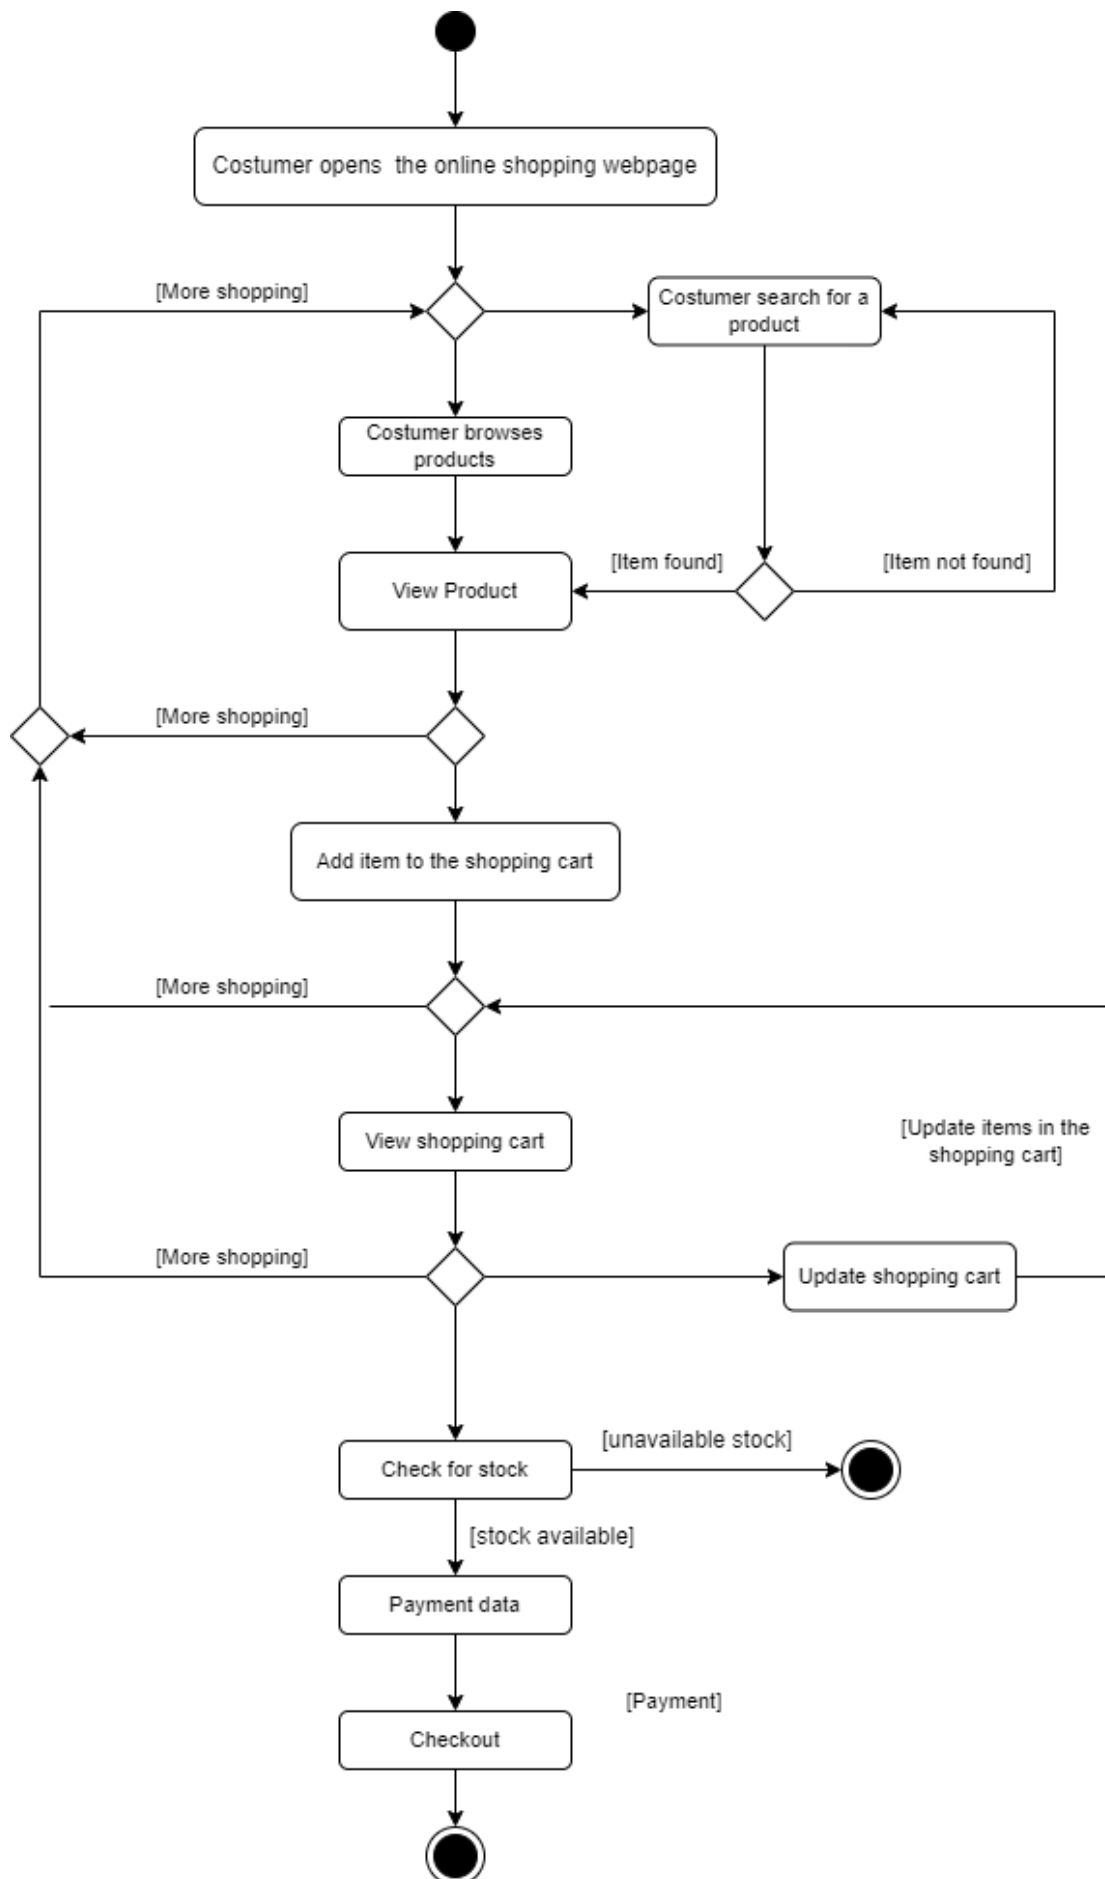 Costumer opens  the online shopping webpage
[More shopping]
Costumer search for a
product
Costumer browses
products
[Item found]
[Item not found]
View Product
[More shopping]
Add item to the shopping cart
[More shopping]
View shopping cart
[Update items in the
shopping cart]
[More shopping]
Update shopping cart
[unavailable stock]
Check for stock
[stock available]
Payment data
[Payment]
Checkout